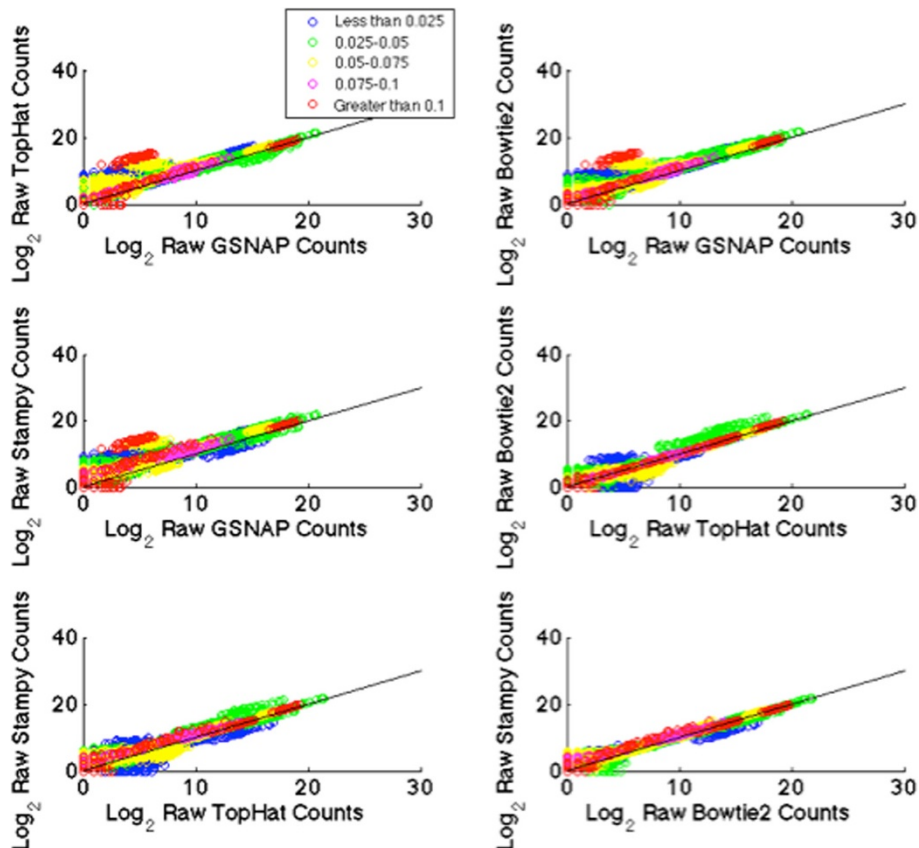 Less than 0.025
0.025-0.05
0.05-0.075
0.075-0.1
Greater than 0.1
Log2 Raw TopHat Counts
40
20
0
0 10 20 30
Log2 Raw GSNAP Counts
Log2 Raw Bowtie2 Counts
40
20
0
0 10 20 30
Log2 Raw GSNAP Counts
Log2 Raw Stampy Counts
40
20
0
0 10 20 30
Log2 Raw GSNAP Counts
Log2 Raw Bowtie2 Counts
40
20
0
0 10 20 30
Log2 Raw TopHat Counts
Log2 Raw Stampy Counts
40
20
0
0 10 20 30
Log2 Raw TopHat Counts
Log2 Raw Stampy Counts
40
20
0
0 10 20 30
Log2 Raw Bowtie2 Counts